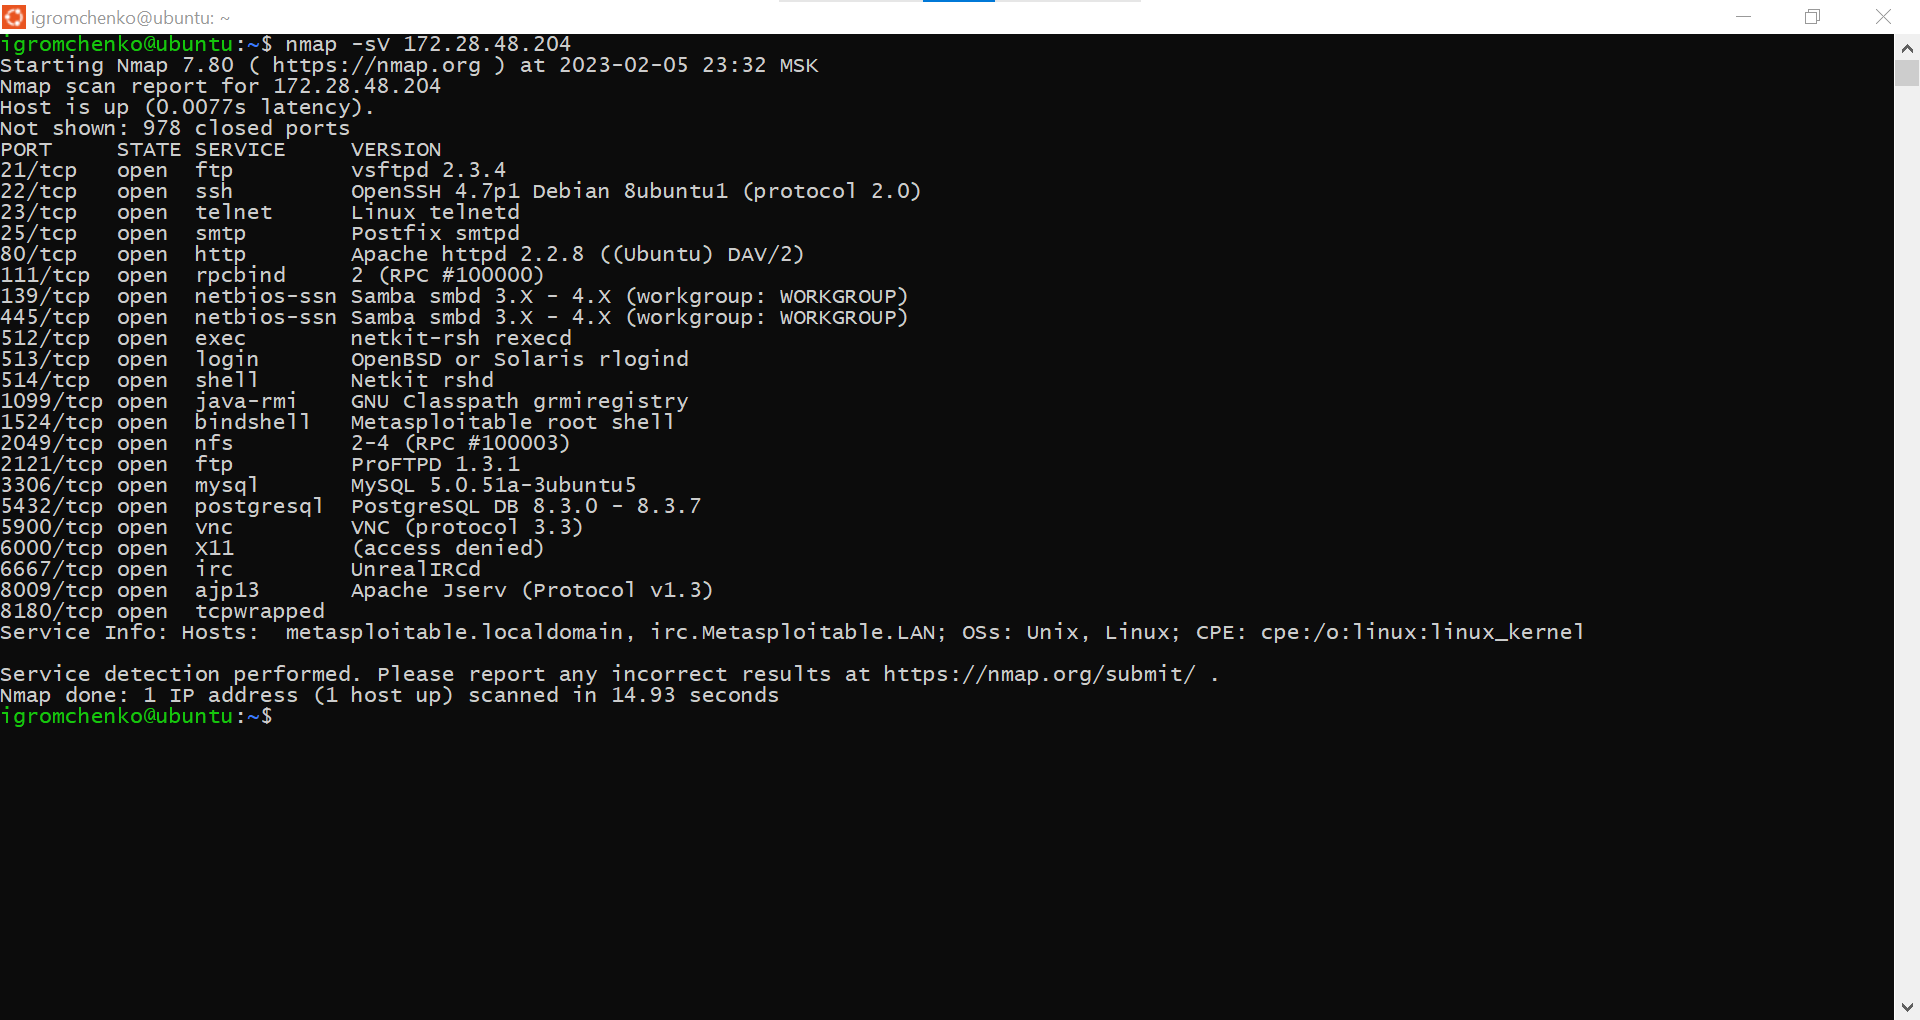 igromchenko@ubuntu: ~
igromchenko@ubuntu:~$ nmap -sV 172.28.48.204
Starting Nmap 7.80 ( https://nmap.org ) at 2023-02-05 23:32 MSK
Nmap scan report for 172.28.48.204
Host is up (0.0077s latency).
Not shown: 978 closed ports
PORT     STATE SERVICE     VERSION
21/tcp   open  ftp         vsftpd 2.3.4
22/tcp   open  ssh         OpenSSH 4.7p1 Debian 8ubuntu1 (protocol 2.0)
23/tcp   open  telnet      Linux telnetd
25/tcp   open  smtp        Postfix smtpd
80/tcp   open  http        Apache httpd 2.2.8 ((Ubuntu) DAV/2)
111/tcp  open  rpcbind     2 (RPC #100000)
139/tcp  open  netbios-ssn Samba smbd 3.X - 4.X (workgroup: WORKGROUP)
445/tcp  open  netbios-ssn Samba smbd 3.X - 4.X (workgroup: WORKGROUP)
512/tcp  open  exec        netkit-rsh rexecd
513/tcp  open  login       OpenBSD or Solaris rlogind
514/tcp  open  shell       Netkit rshd
1099/tcp open  java-rmi    GNU Classpath grmiregistry
1524/tcp open  bindshell   Metasploitable root shell
2049/tcp open  nfs         2-4 (RPC #100003)
2121/tcp open  ftp         ProFTPD 1.3.1
3306/tcp open  mysql       MySQL 5.0.51a-3ubuntu5
5432/tcp open  postgresql  PostgreSQL DB 8.3.0 - 8.3.7
5900/tcp open  vnc         VNC (protocol 3.3)
6000/tcp open  X11         (access denied)
6667/tcp open  irc         UnrealIRCd
8009/tcp open  ajp13       Apache Jserv (Protocol v1.3)
8180/tcp open  tcpwrapped
Service Info: Hosts:  metasploitable.localdomain, irc.Metasploitable.LAN; OSs: Unix, Linux; CPE: cpe:/o:linux:linux_kernel
Service detection performed. Please report any incorrect results at https://nmap.org/submit/ .
Nmap done: 1 IP address (1 host up) scanned in 14.93 seconds
igromchenko@ubuntu:~$